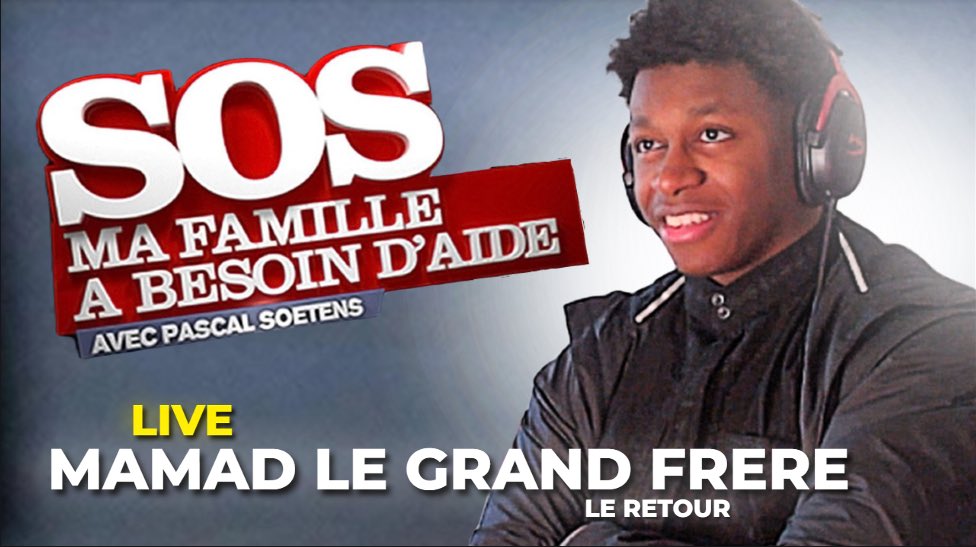 SOS
MA FAMILLE
A BESOIN D'AIDE
AVEC PASCAL SOETENS
LIVE
MAMAD LE GRAND FRERE
LE RETOUR